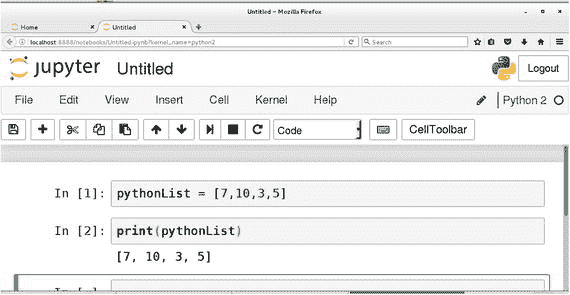 Untitled - Mozilla Firefox
Home Untitled
localhost:8888/notebooks/Untitled.ipynb?kernel_name=python2 Search
jupyter Untitled Logout
File Edit View Insert Cell Kernel Help Python 2
Code CellToolbar
In [1]: pythonList = [7,10,3,5]
In [2]: print(pythonList)
[7, 10, 3, 5]